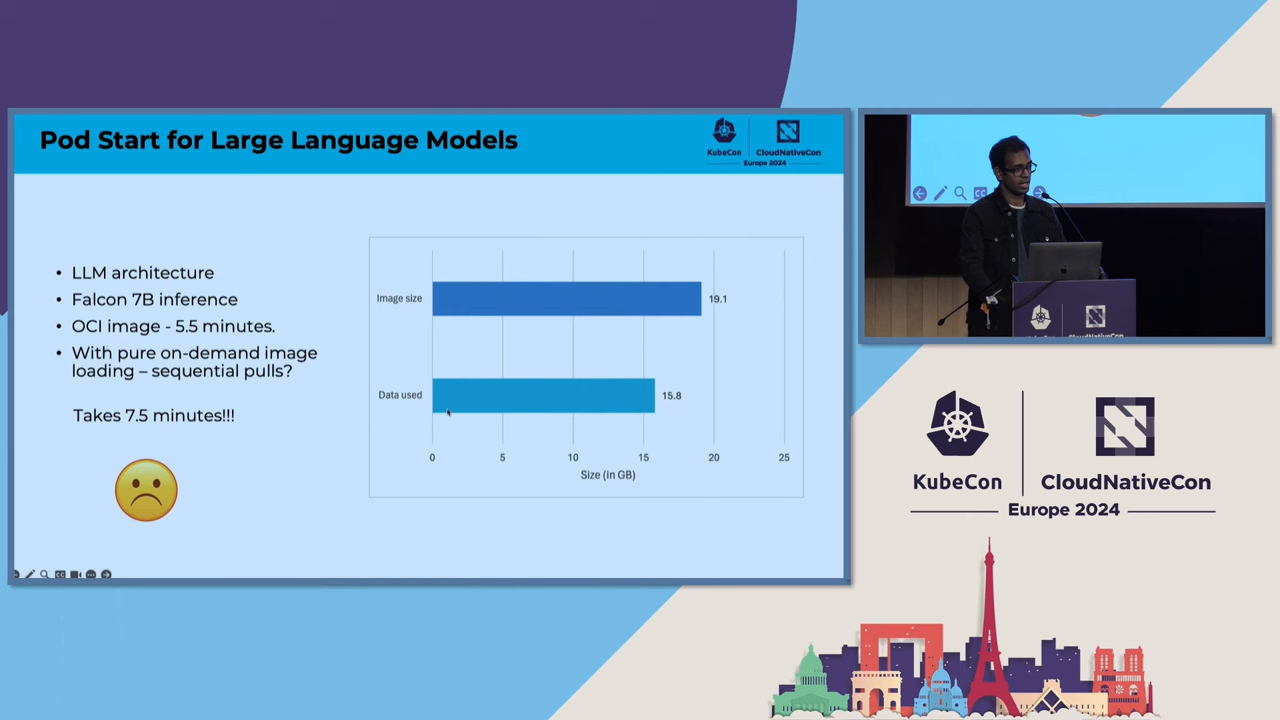 Pod Start for Large Language Models
KubeCon
CloudNativeCon
Europe 2024
• LLM architecture
• Falcon 7B inference
• OCI image - 5.5 minutes.
• With pure on-demand image
loading – sequential pulls?
Takes 7.5 minutes!!!
Image size
19.1
Data used
15.8
0 5 10 15 20 25
Size (in GB)
KubeCon
CloudNativeCon
Europe 2024